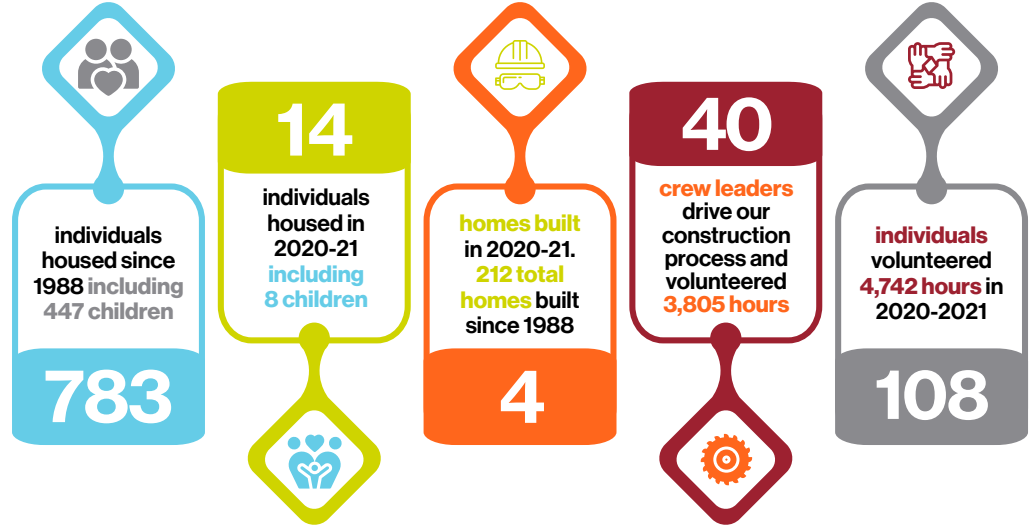 individuals
housed since
1988 including
447 children
783
14
individuals
housed in
2020-21
including
8 children
homes built
in 2020-21.
212 total
homes built
since 1988
4
40
crew leaders
drive our
construction
process and
volunteered
3,805 hours
individuals
volunteered
4,742 hours in
2020-2021
108